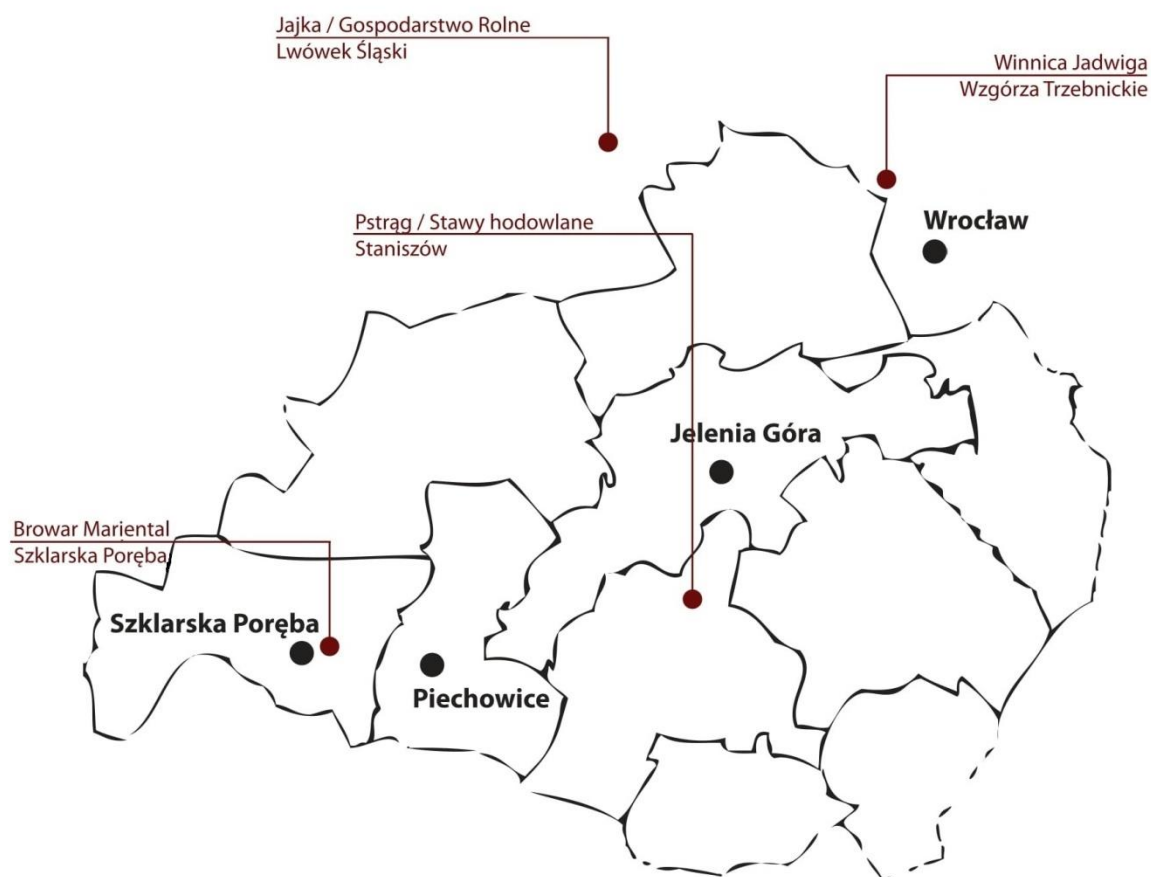 Jajka / Gospodarstwo Rolne
Lwówek Śląski
Winnica Jadwiga
Wzgórza Trzebnickie
Pstrąg / Stawy hodowlane
Staniszów
Wrocław
Jelenia Góra
Browar Mariental
Szklarska Poręba
Szklarska Poręba
Piechowice